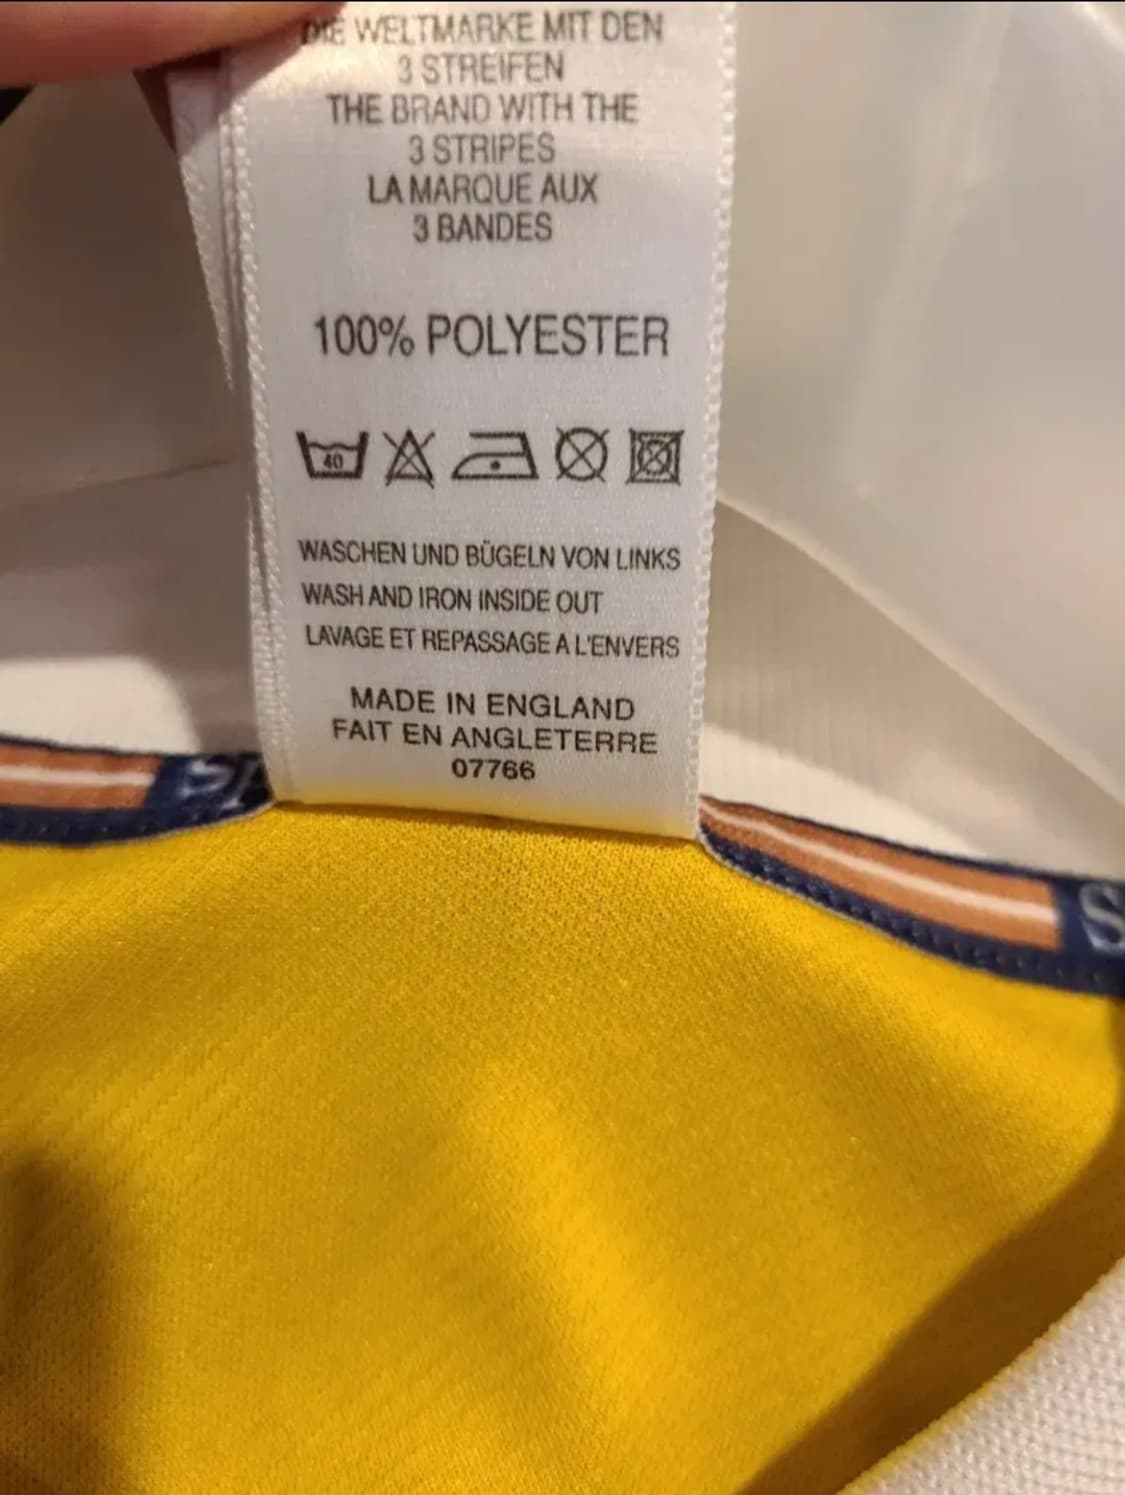 DIE WELTMARKE MIT DEN
3 STREIFEN
THE BRAND WITH THE
3 STRIPES
LA MARQUE AUX
3 BANDES
100% POLYESTER
40
WASCHEN UND BÜGELN VON LINKS
WASH AND IRON INSIDE OUT
LAVAGE ET REPASSAGE A L'ENVERS
MADE IN ENGLAND
FAIT EN ANGLETERRE
07766